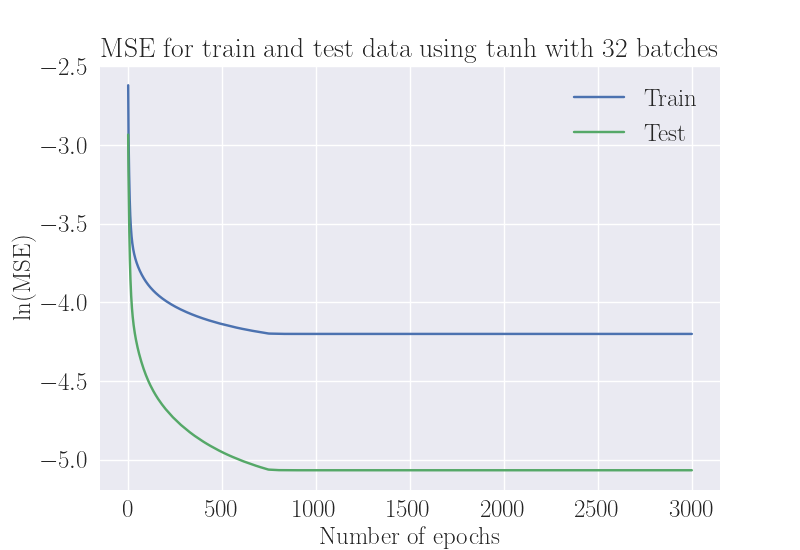 MSE for train and test data using tanh with 32 batches
−2.5
−3.0
−3.5
−4.0
−4.5
−5.0
ln(MSE)
Train
Test
0 500 1000 1500 2000 2500 3000
Number of epochs